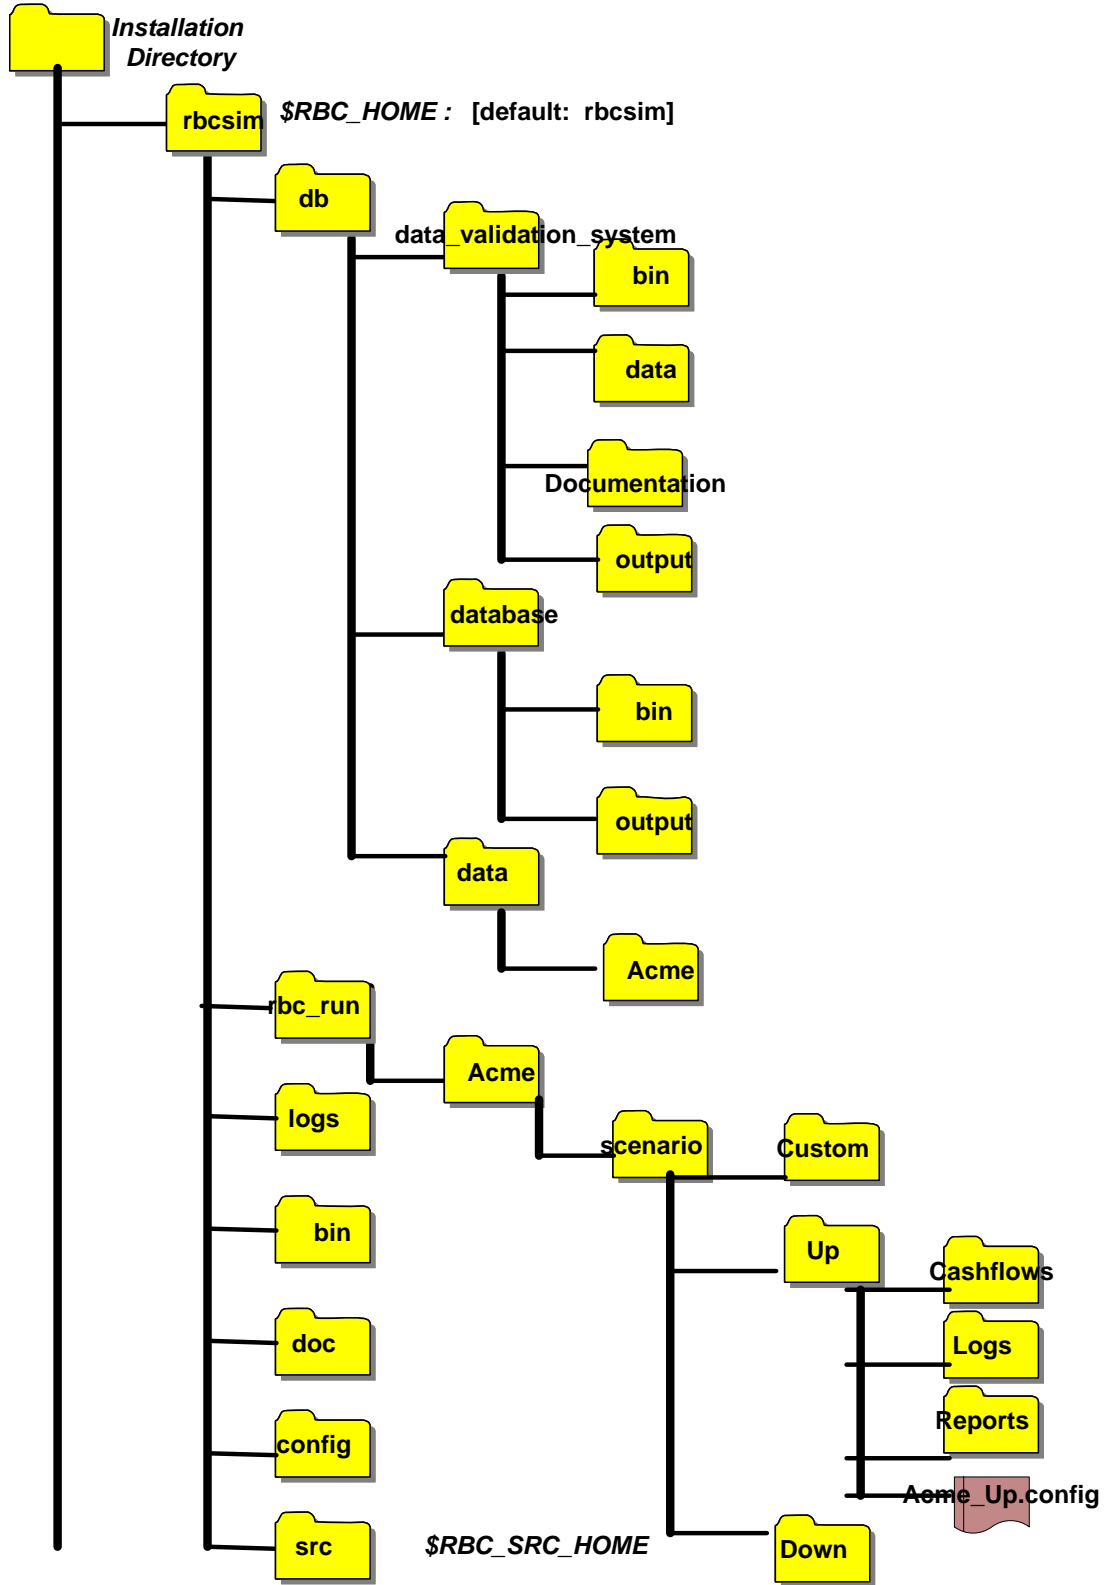 Installation
Directory
rbcsim
$RBC_HOME : [default: rbcsim]
db
data_validation_system
bin
data
Documentation
output
database
bin
output
data
Acme
rbc_run
Acme
logs
scenario
Custom
bin
Up
Cashflows
doc
Logs
config
Reports
Acme_Up.config
src
$RBC_SRC_HOME
Down